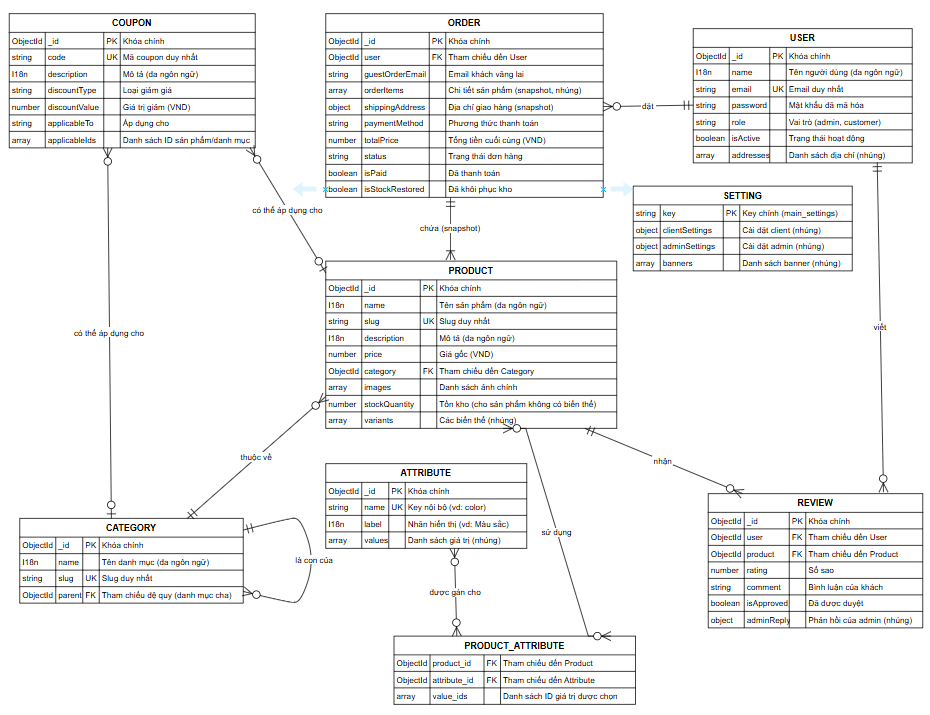 COUPON
ObjectId _id PK Khóa chính
string code UK Mã coupon duy nhất
I18n description Mô tả (đa ngôn ngữ)
string discountType Loại giảm giá
number discountValue Giá trị giảm (VND)
string applicableTo Áp dụng cho
array applicableIds Danh sách ID sản phẩm/danh mục
ORDER
ObjectId _id PK Khóa chính
ObjectId user FK Tham chiếu đến User
string guestOrderEmail Email khách vãng lai
array orderItems Chi tiết sản phẩm (snapshot, nhúng)
object shippingAddress Địa chỉ giao hàng (snapshot)
string paymentMethod Phương thức thanh toán
number totalPrice Tổng tiền cuối cùng (VND)
string status Trạng thái đơn hàng
boolean isPaid Đã thanh toán
boolean isStockRestored Đã khôi phục kho
USER
ObjectId _id PK Khóa chính
I18n name Tên người dùng (đa ngôn ngữ)
string email UK Email duy nhất
string password Mật khẩu đã mã hóa
string role Vai trò (admin, customer)
boolean isActive Trạng thái hoạt động
array addresses Danh sách địa chỉ (nhúng)
đặt
SETTING
string key PK Key chính (main_settings)
object clientSettings Cài đặt client (nhúng)
object adminSettings Cài đặt admin (nhúng)
array banners Danh sách banner (nhúng)
có thể áp dụng cho
chứa (snapshot)
PRODUCT
ObjectId _id PK Khóa chính
I18n name Tên sản phẩm (đa ngôn ngữ)
string slug UK Slug duy nhất
I18n description Mô tả (đa ngôn ngữ)
number price Giá gốc (VND)
ObjectId category FK Tham chiếu đến Category
array images Danh sách ảnh chính
number stockQuantity Tồn kho (cho sản phẩm không có biến thể)
array variants Các biến thể (nhúng)
có thể áp dụng cho
viết
thuộc về
nhận
ATTRIBUTE
ObjectId _id PK Khóa chính
string name UK Key nội bộ (vd: color)
I18n label Nhãn hiển thị (vd: Màu sắc)
array values Danh sách giá trị (nhúng)
sử dụng
CATEGORY
ObjectId _id PK Khóa chính
I18n name Tên danh mục (đa ngôn ngữ)
string slug UK Slug duy nhất
ObjectId parent FK Tham chiếu đệ quy (danh mục cha)
là con của
được gán cho
REVIEW
ObjectId _id PK Khóa chính
ObjectId user FK Tham chiếu đến User
ObjectId product FK Tham chiếu đến Product
number rating Số sao
string comment Bình luận của khách
boolean isApproved Đã được duyệt
object adminReply Phản hồi của admin (nhúng)
PRODUCT_ATTRIBUTE
ObjectId product_id FK Tham chiếu đến Product
ObjectId attribute_id FK Tham chiếu đến Attribute
array value_ids Danh sách ID giá trị được chọn